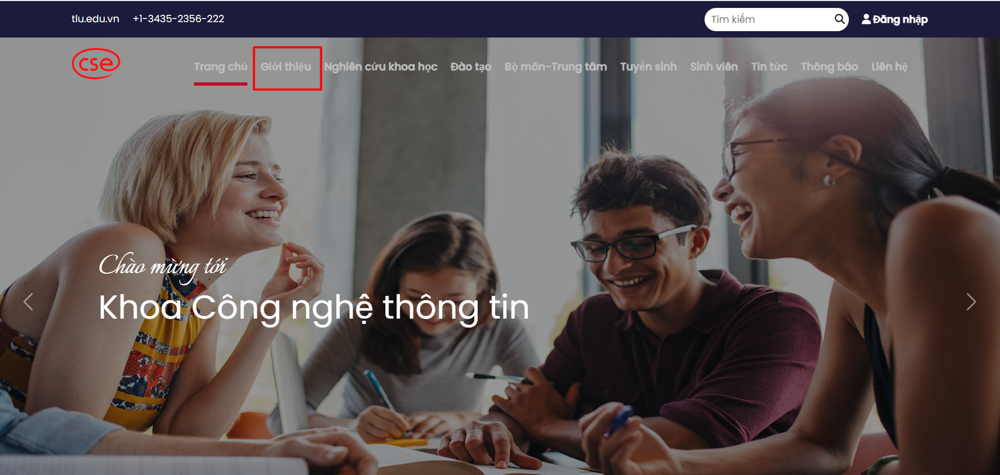 tlu.edu.vn +1-3435-2356-222 Tìm kiếm Đăng nhập
cse Trang chủ Giới thiệu Nghiên cứu khoa học Đào tạo Bộ môn-Trung tâm Tuyển sinh Sinh viên Tin tức Thông báo Liên hệ
Chào mừng tới
Khoa Công nghệ thông tin